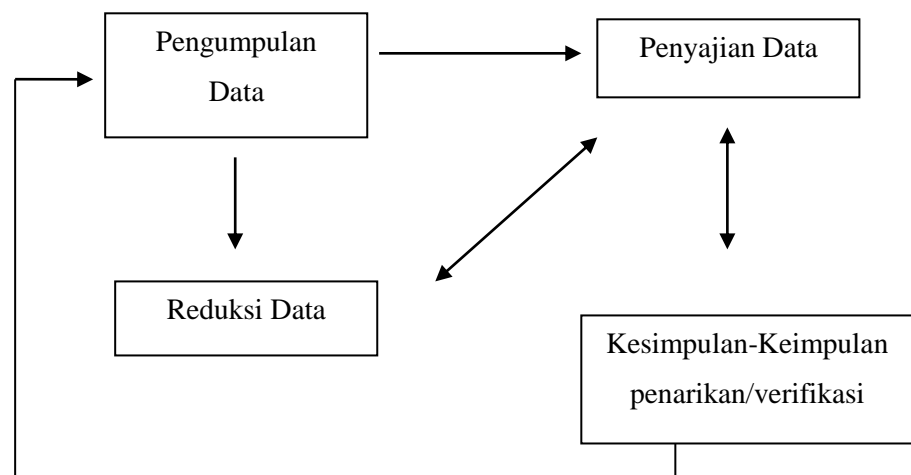 Pengumpulan
Data
Penyajian Data
Reduksi Data
Kesimpulan-Keimpulan
penarikan/verifikasi